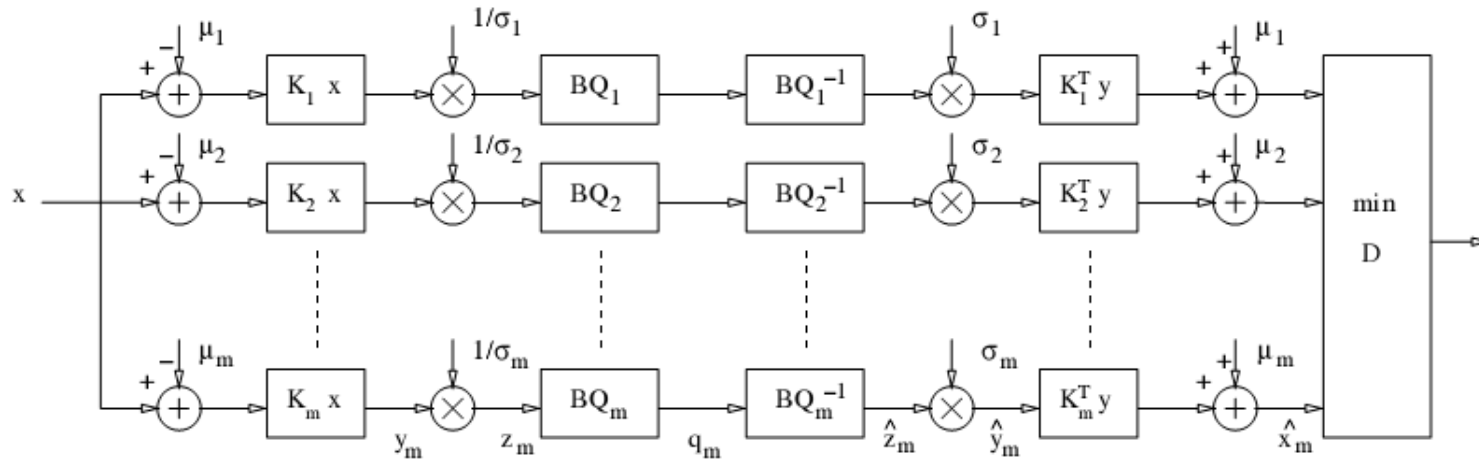 − μ₁ 1/σ₁ σ₁ + μ₁
+ + K₁ x × BQ₁ BQ₁⁻¹ × K₁ᵀ y + +
− μ₂ 1/σ₂ σ₂ + μ₂
x + + K₂ x × BQ₂ BQ₂⁻¹ × K₂ᵀ y + + min D
− μₘ 1/σₘ σₘ + μₘ
+ + Kₘ x × BQₘ BQₘ⁻¹ × Kₘᵀ y + +
yₘ zₘ qₘ ẑₘ ŷₘ x̂ₘ